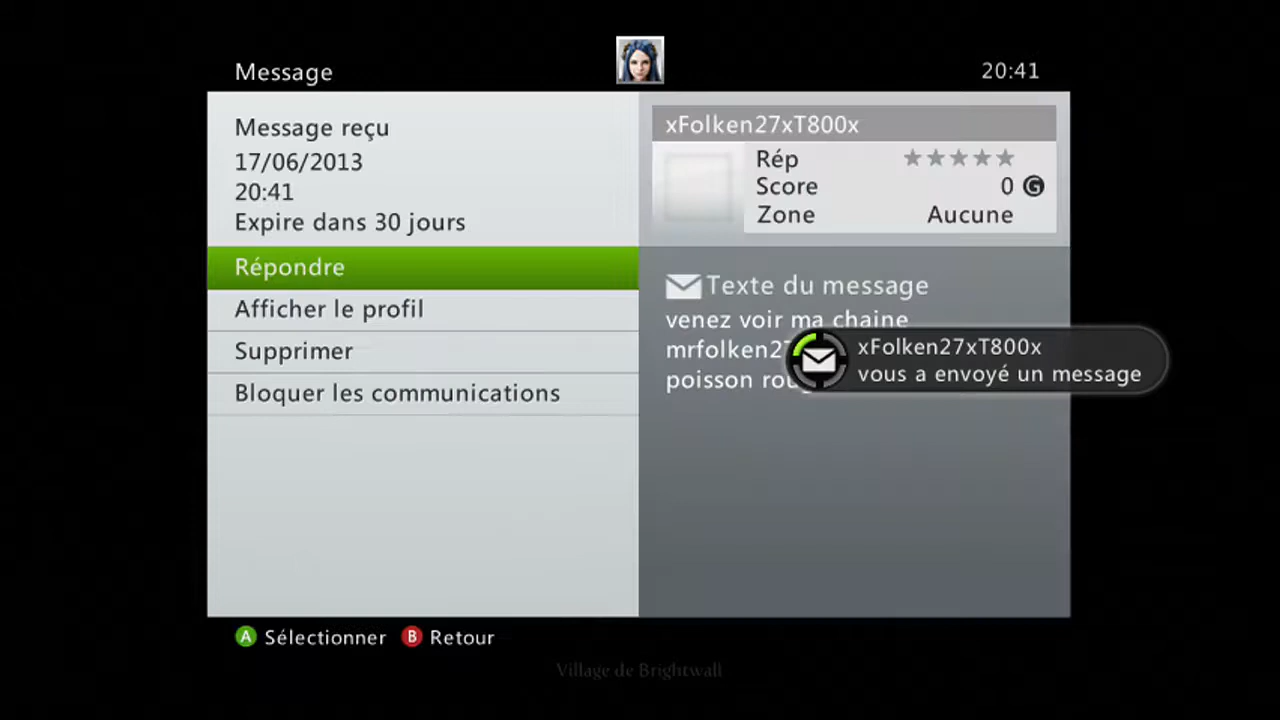 Message
20:41
Message reçu
17/06/2013
20:41
Expire dans 30 jours
Répondre
Afficher le profil
Supprimer
Bloquer les communications
xFolken27xT800x
Rép
Score 0 G
Zone Aucune
Texte du message
venez voir ma chaine
poisson
xFolken27xT800x
vous a envoyé un message
A Sélectionner B Retour
Village de Brightwall